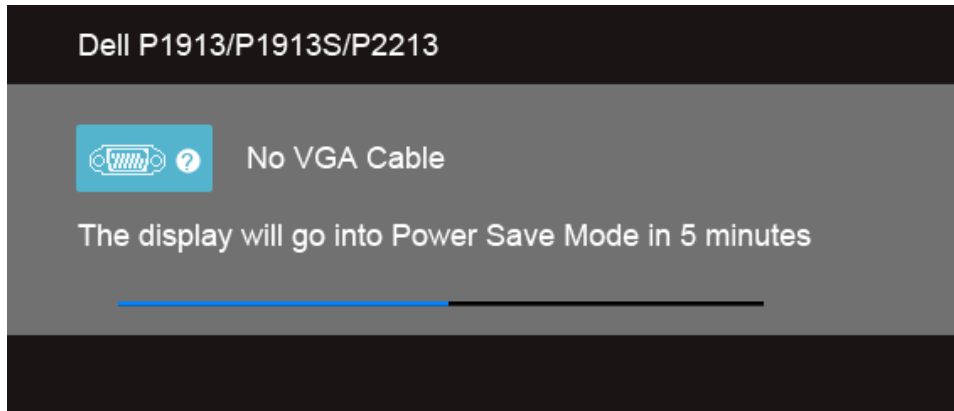 Dell P1913/P1913S/P2213
?
No VGA Cable
The display will go into Power Save Mode in 5 minutes